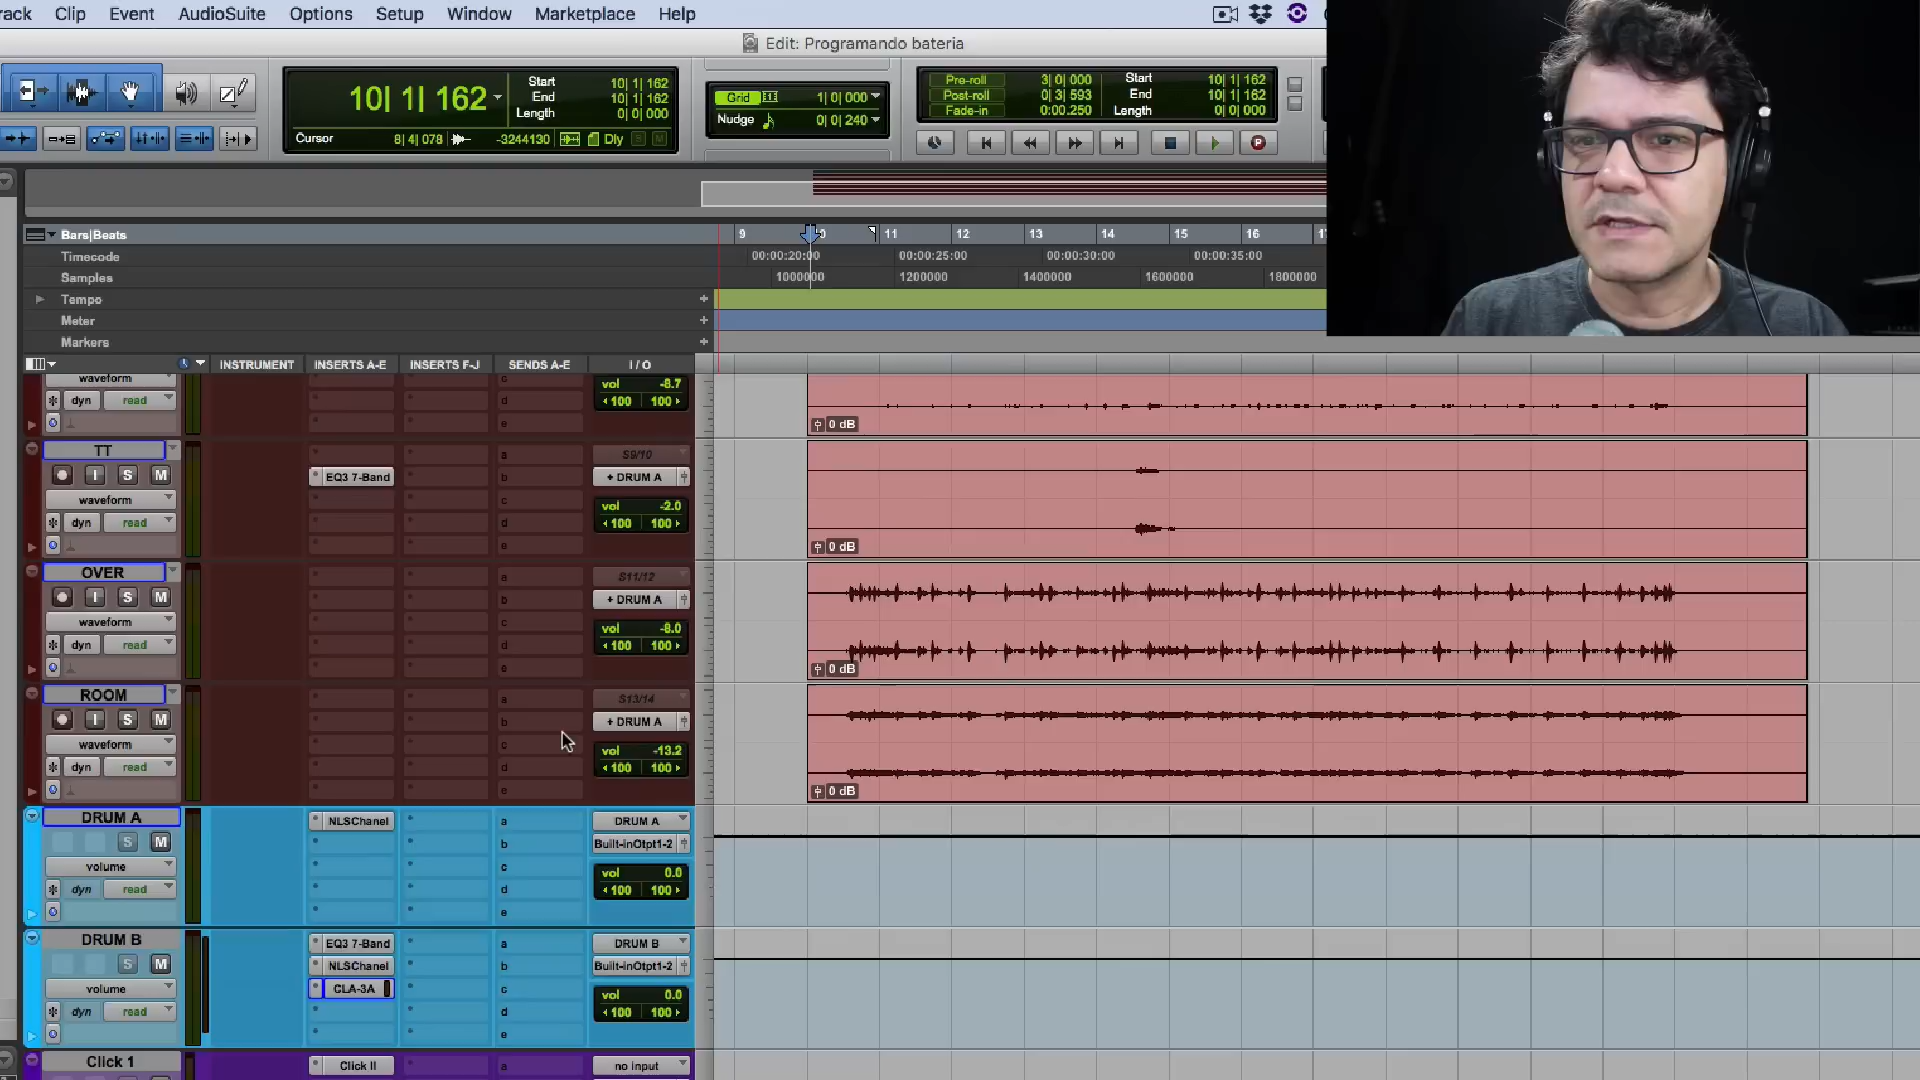 rack Clip Event AudioSuite Options Setup Window Marketplace Help
Edit: Programando bateria
10| 1| 162
Start 10| 1| 162
End 10| 1| 162
Length 0| 0| 000
Cursor 8| 4| 078 -3244130 Dly S M
Grid 1| 0| 000
Nudge 0| 0| 240
Pre-roll 3| 0| 000
Post-roll 0| 3| 593
Fade-in 0:00.250
Start 10| 1| 162
End 10| 1| 162
Length 0| 0| 000
Bars|Beats 9 0 11 12 13 14 15 16 17
Timecode 00:00:20:00 00:00:25:00 00:00:30:00 00:00:35:00
Samples 1000000 1200000 1400000 1600000 1800000
Tempo
Meter
Markers
INSTRUMENT INSERTS A-E INSERTS F-J SENDS A-E I / O
waveform c vol -8.7
dyn read d 100 100
e 0 dB
TT a S9/10
I S M EQ3 7-Band b + DRUM A
waveform c vol -2.0
dyn read d 100 100
e 0 dB
OVER a S11/12
I S M b + DRUM A
waveform c vol -8.0
dyn read d 100 100
e 0 dB
ROOM a S13/14
I S M b + DRUM A
waveform c vol -13.2
dyn read d 100 100
e 0 dB
DRUM A NLSChanel a DRUM A
S M b Built-inOtpt1-2
volume c vol 0.0
dyn read d 100 100
e
DRUM B EQ3 7-Band a DRUM B
S M NLSChanel b Built-inOtpt1-2
volume CLA-3A c vol 0.0
dyn read d 100 100
e
Click 1 Click II a no input